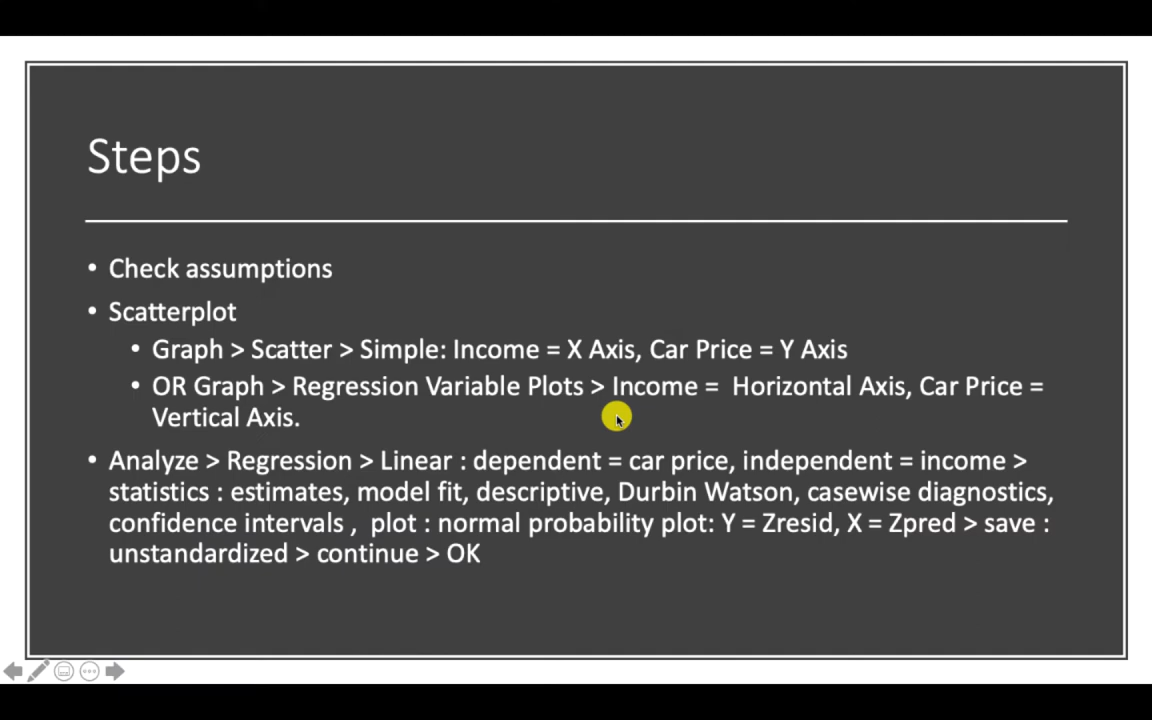 Steps
• Check assumptions
• Scatterplot
• Graph > Scatter > Simple: Income = X Axis, Car Price = Y Axis
• OR Graph > Regression Variable Plots > Income = Horizontal Axis, Car Price =
Vertical Axis.
• Analyze > Regression > Linear : dependent = car price, independent = income >
statistics : estimates, model fit, descriptive, Durbin Watson, casewise diagnostics,
confidence intervals , plot : normal probability plot: Y = Zresid, X = Zpred > save :
unstandardized > continue > OK